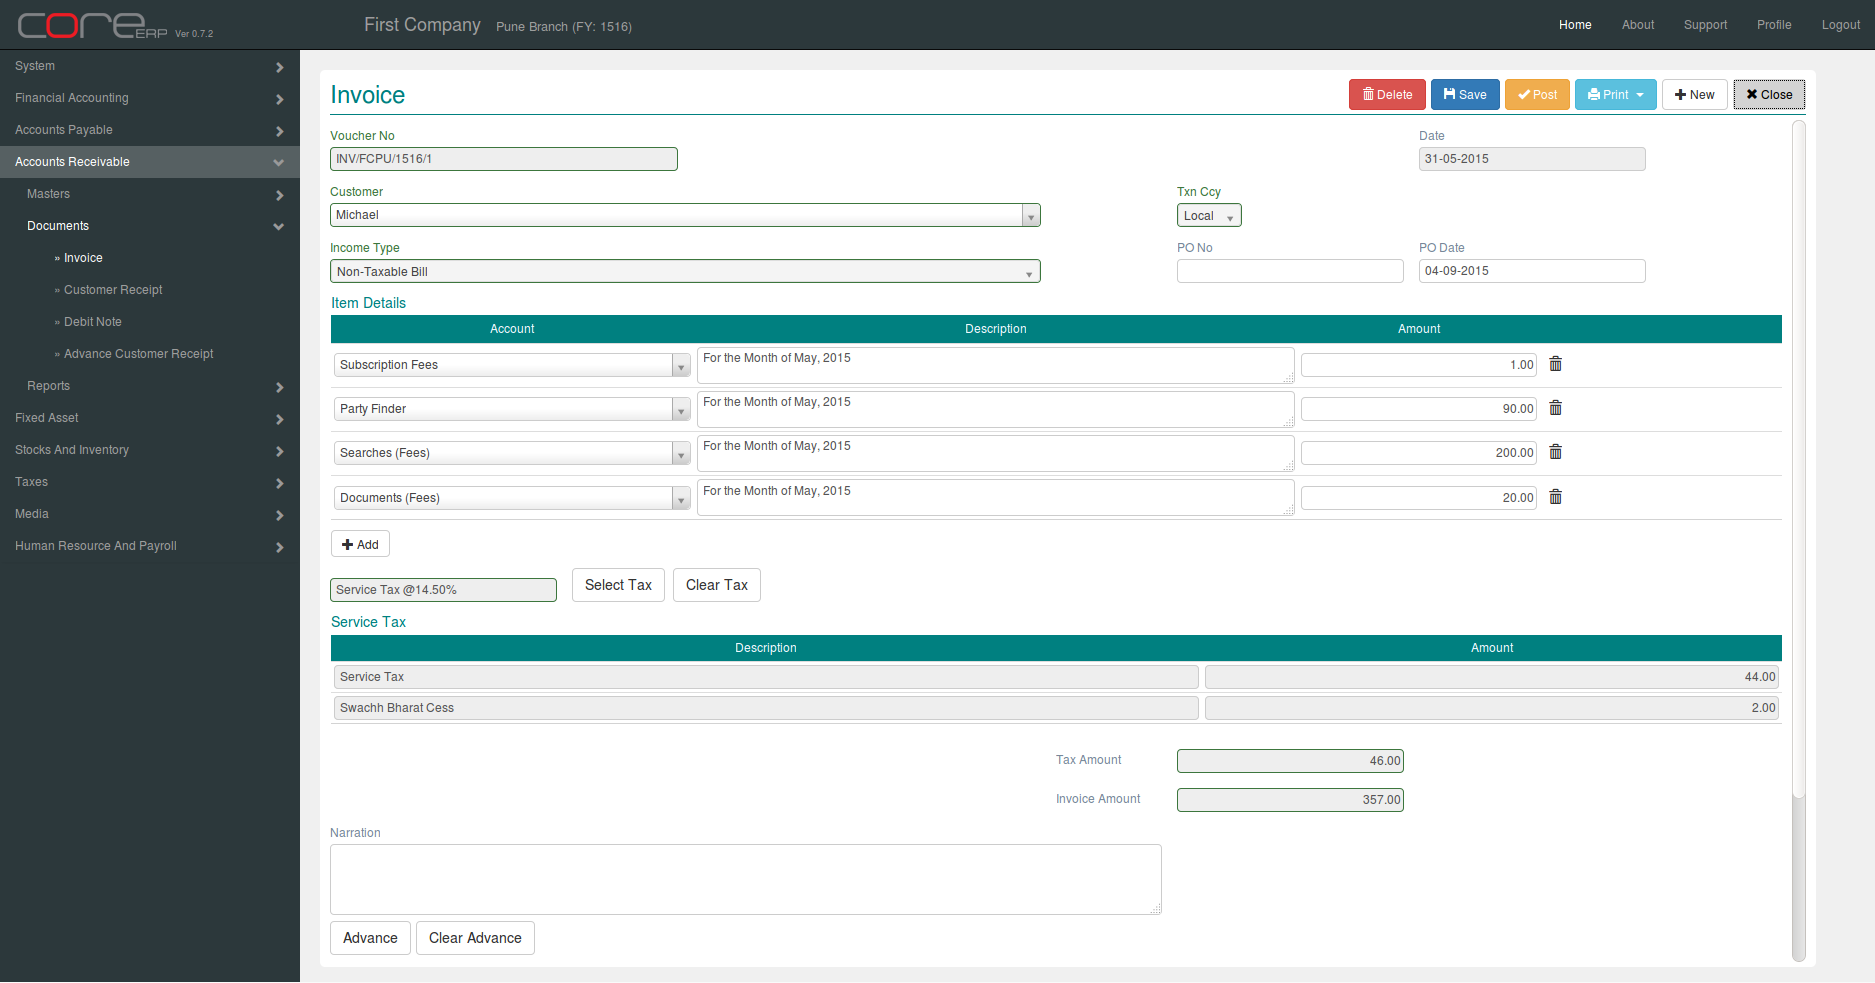 core ERP Ver 0.7.2
First Company Pune Branch (FY: 1516)
Home About Support Profile Logout
System
Financial Accounting
Accounts Payable
Accounts Receivable
Masters
Documents
» Invoice
» Customer Receipt
» Debit Note
» Advance Customer Receipt
Reports
Fixed Asset
Stocks And Inventory
Taxes
Media
Human Resource And Payroll
Invoice
Delete Save Post Print New Close
Voucher No Date
INV/FCPU/1516/1 31-05-2015
Customer Txn Ccy
Michael Local
Income Type PO No PO Date
Non-Taxable Bill 04-09-2015
Item Details
Account Description Amount
Subscription Fees For the Month of May, 2015 1.00
Party Finder For the Month of May, 2015 90.00
Searches (Fees) For the Month of May, 2015 200.00
Documents (Fees) For the Month of May, 2015 20.00
Add
Service Tax @14.50% Select Tax Clear Tax
Service Tax
Description Amount
Service Tax 44.00
Swachh Bharat Cess 2.00
Tax Amount 46.00
Invoice Amount 357.00
Narration
Advance Clear Advance